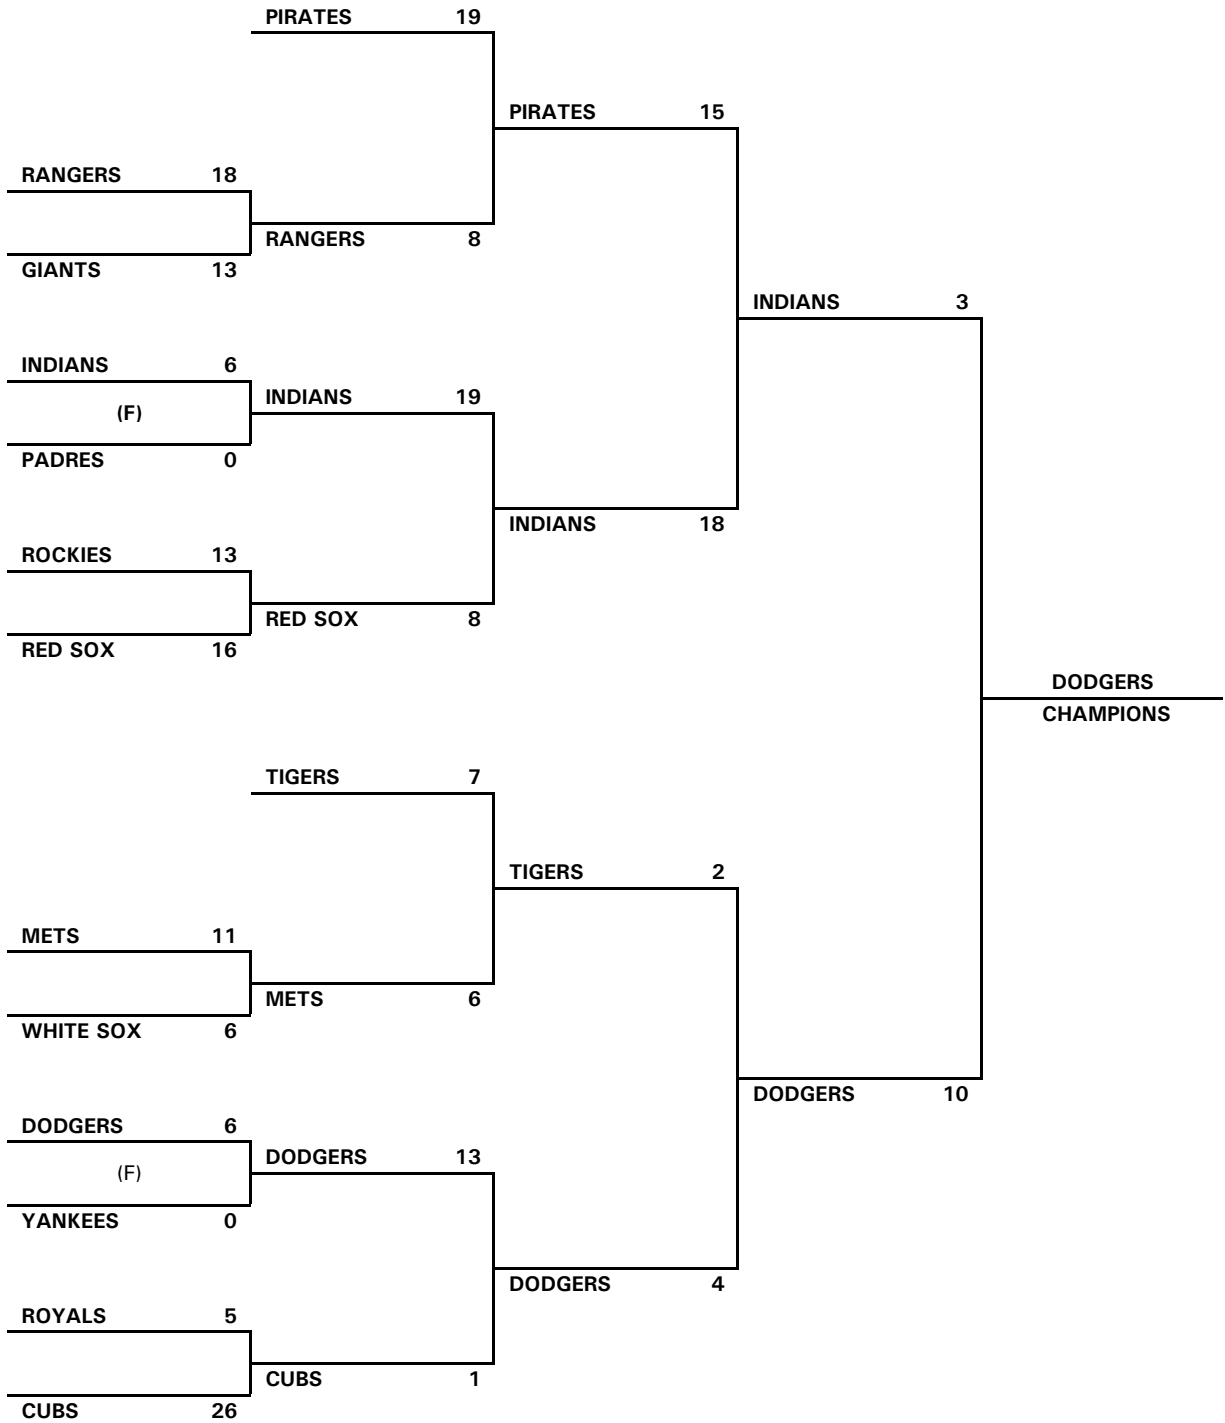 PIRATES 19
PIRATES 15
RANGERS 18
RANGERS 8
GIANTS 13
INDIANS 3
INDIANS 6
INDIANS 19
(F)
PADRES 0
INDIANS 18
ROCKIES 13
RED SOX 8
RED SOX 16
DODGERS
CHAMPIONS
TIGERS 7
TIGERS 2
METS 11
METS 6
WHITE SOX 6
DODGERS 10
DODGERS 6
DODGERS 13
(F)
YANKEES 0
DODGERS 4
ROYALS 5
CUBS 1
CUBS 26